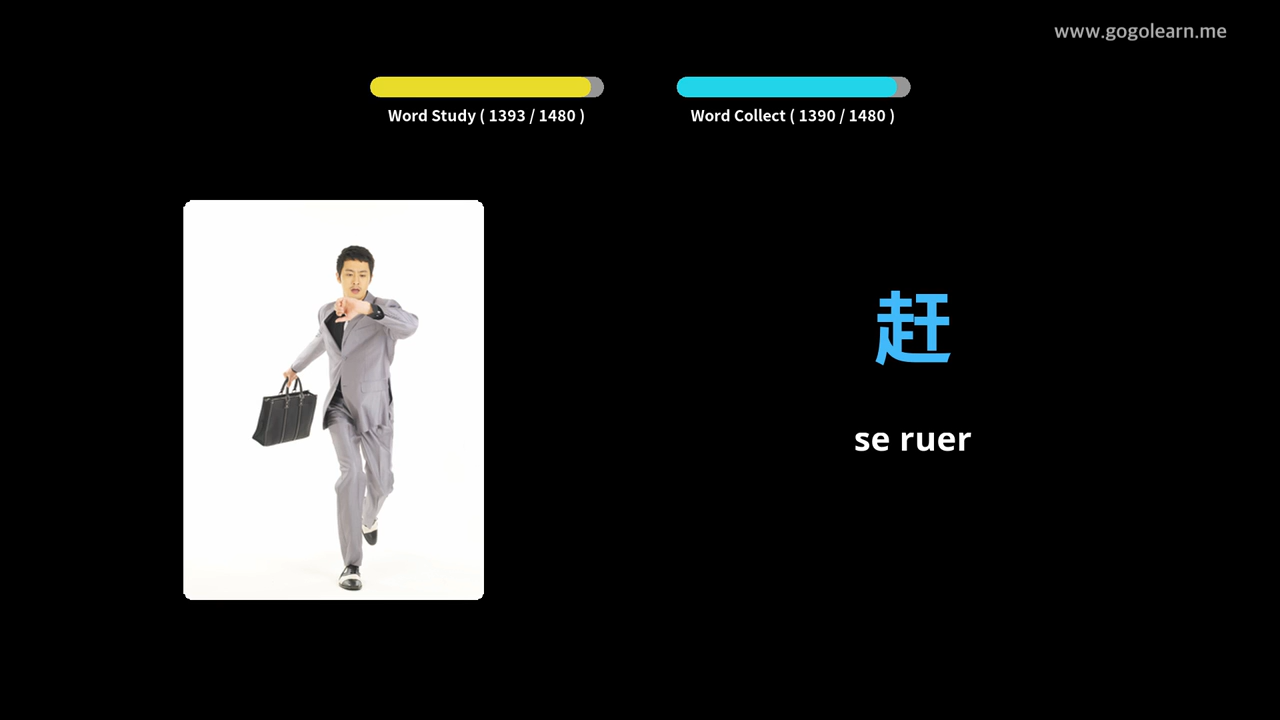 www.gogolearn.me
Word Study ( 1393 / 1480 )
Word Collect ( 1390 / 1480 )
赶
se ruer